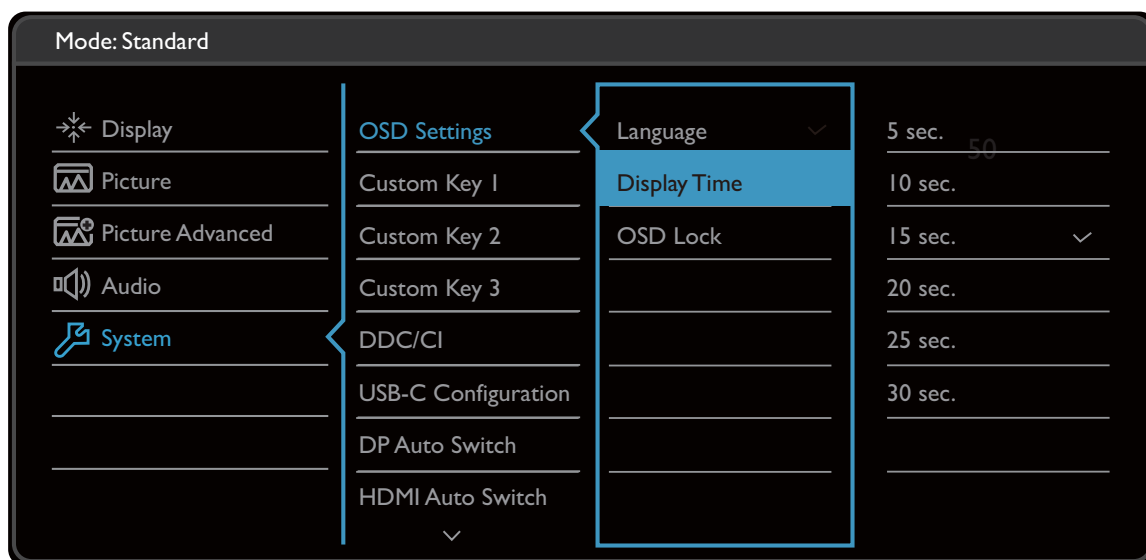 Mode: Standard
Display
Picture
Picture Advanced
Audio
System
OSD Settings
Custom Key 1
Custom Key 2
Custom Key 3
DDC/CI
USB-C Configuration
DP Auto Switch
HDMI Auto Switch
Language
Display Time
OSD Lock
5 sec.
50
10 sec.
15 sec.
20 sec.
25 sec.
30 sec.